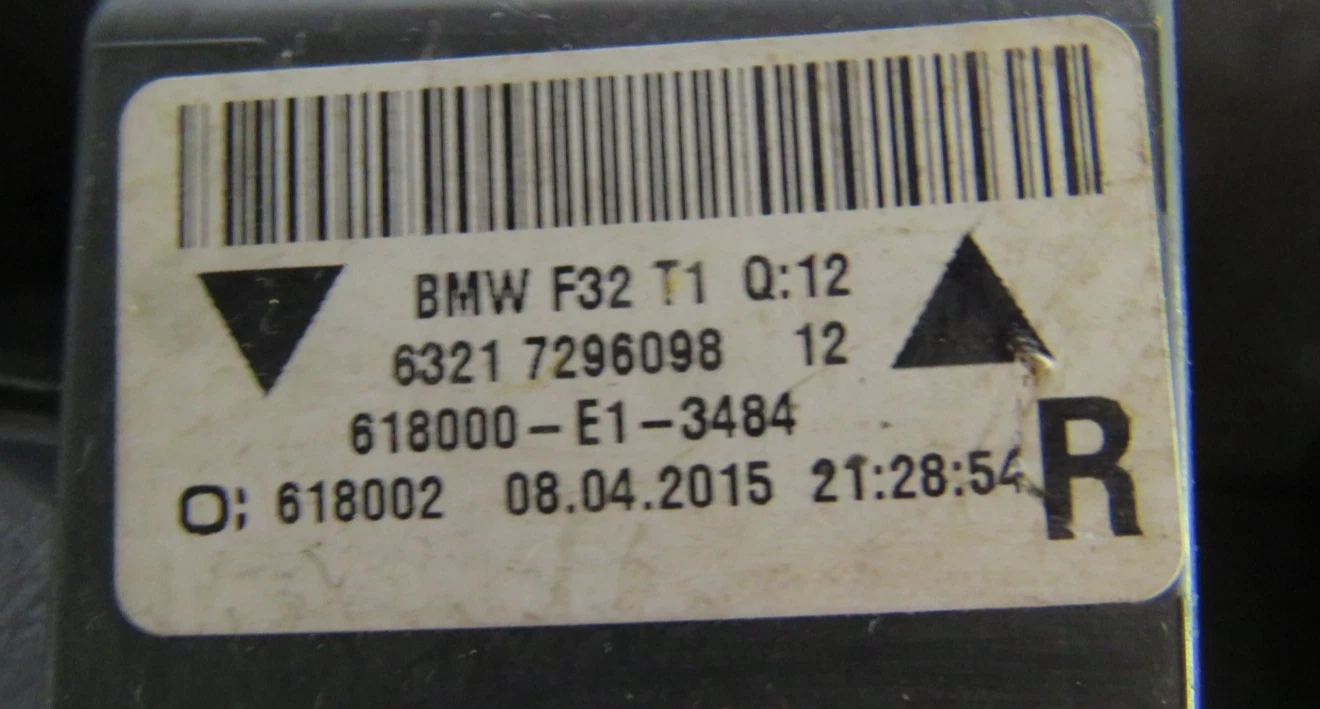 BMW F32 T1 Q:12
6321 7296098 12
618000-E1-3484
O; 618002 08.04.2015 21:28:54
R